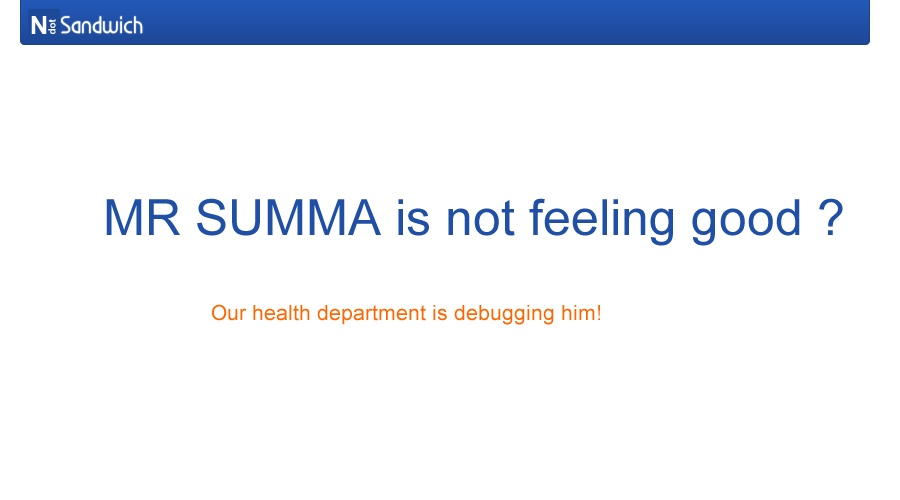 N dot Sandwich
MR SUMMA is not feeling good ?
Our health department is debugging him!